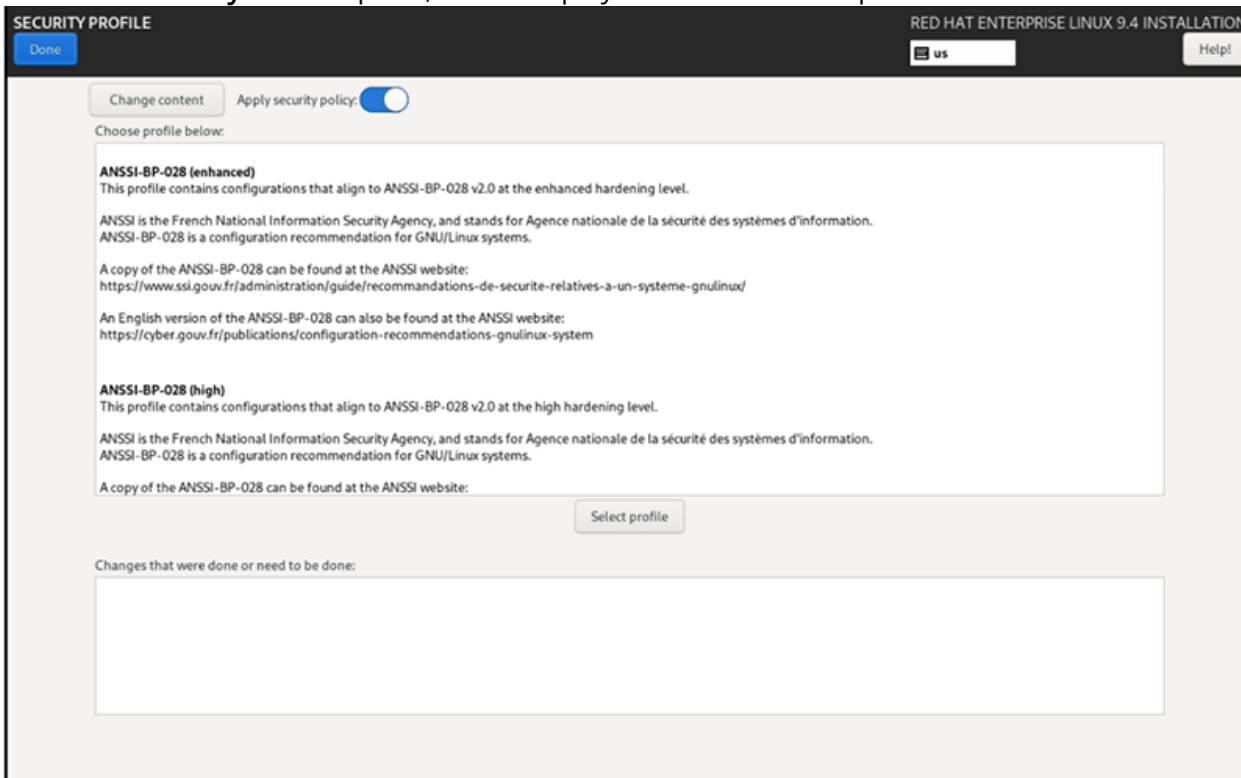 SECURITY PROFILE
RED HAT ENTERPRISE LINUX 9.4 INSTALLATION
Done
us
Help!
Change content
Apply security policy:
Choose profile below:
ANSSI-BP-028 (enhanced)
This profile contains configurations that align to ANSSI-BP-028 v2.0 at the enhanced hardening level.
ANSSI is the French National Information Security Agency, and stands for Agence nationale de la sécurité des systèmes d'information.
ANSSI-BP-028 is a configuration recommendation for GNU/Linux systems.
A copy of the ANSSI-BP-028 can be found at the ANSSI website:
https://www.ssi.gouv.fr/administration/guide/recommandations-de-securite-relatives-a-un-systeme-gnulinux/
An English version of the ANSSI-BP-028 can also be found at the ANSSI website:
https://cyber.gouv.fr/publications/configuration-recommendations-gnulinux-system
ANSSI-BP-028 (high)
This profile contains configurations that align to ANSSI-BP-028 v2.0 at the high hardening level.
ANSSI is the French National Information Security Agency, and stands for Agence nationale de la sécurité des systèmes d'information.
ANSSI-BP-028 is a configuration recommendation for GNU/Linux systems.
A copy of the ANSSI-BP-028 can be found at the ANSSI website:
Select profile
Changes that were done or need to be done: